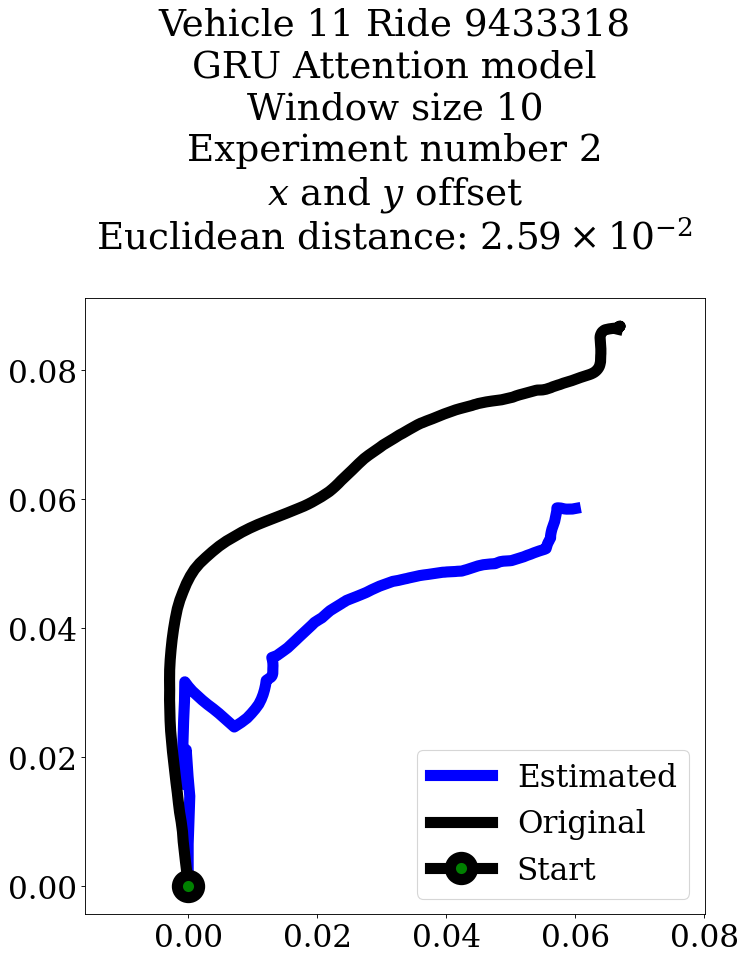 Vehicle 11 Ride 9433318
GRU Attention model
Window size 10
Experiment number 2
x and y offset
Euclidean distance: 2.59 × 10⁻²
0.08
0.06
0.04
0.02
0.00
Estimated
Original
Start
0.00 0.02 0.04 0.06 0.08